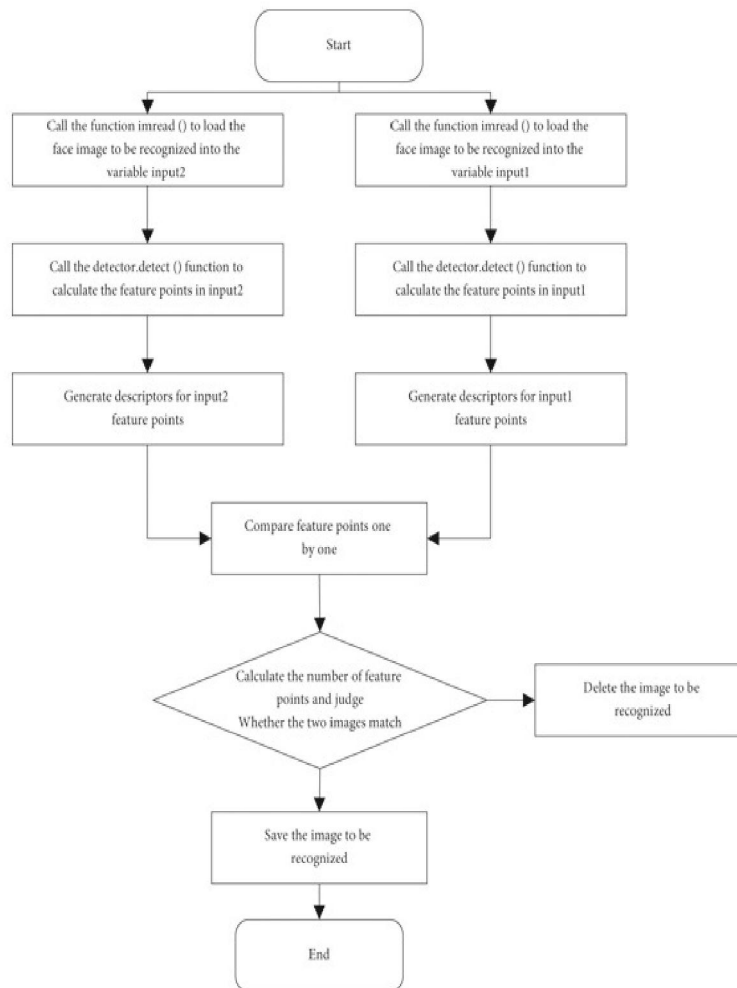 Start
Call the function imread () to load the
face image to be recognized into the
variable input2
Call the function imread () to load the
face image to be recognized into the
variable input1
Call the detector.detect () function to
calculate the feature points in input2
Call the detector.detect () function to
calculate the feature points in input1
Generate descriptors for input2
feature points
Generate descriptors for input1
feature points
Compare feature points one
by one
Calculate the number of feature
points and judge
Whether the two images match
Delete the image to be
recognized
Save the image to be
recognized
End